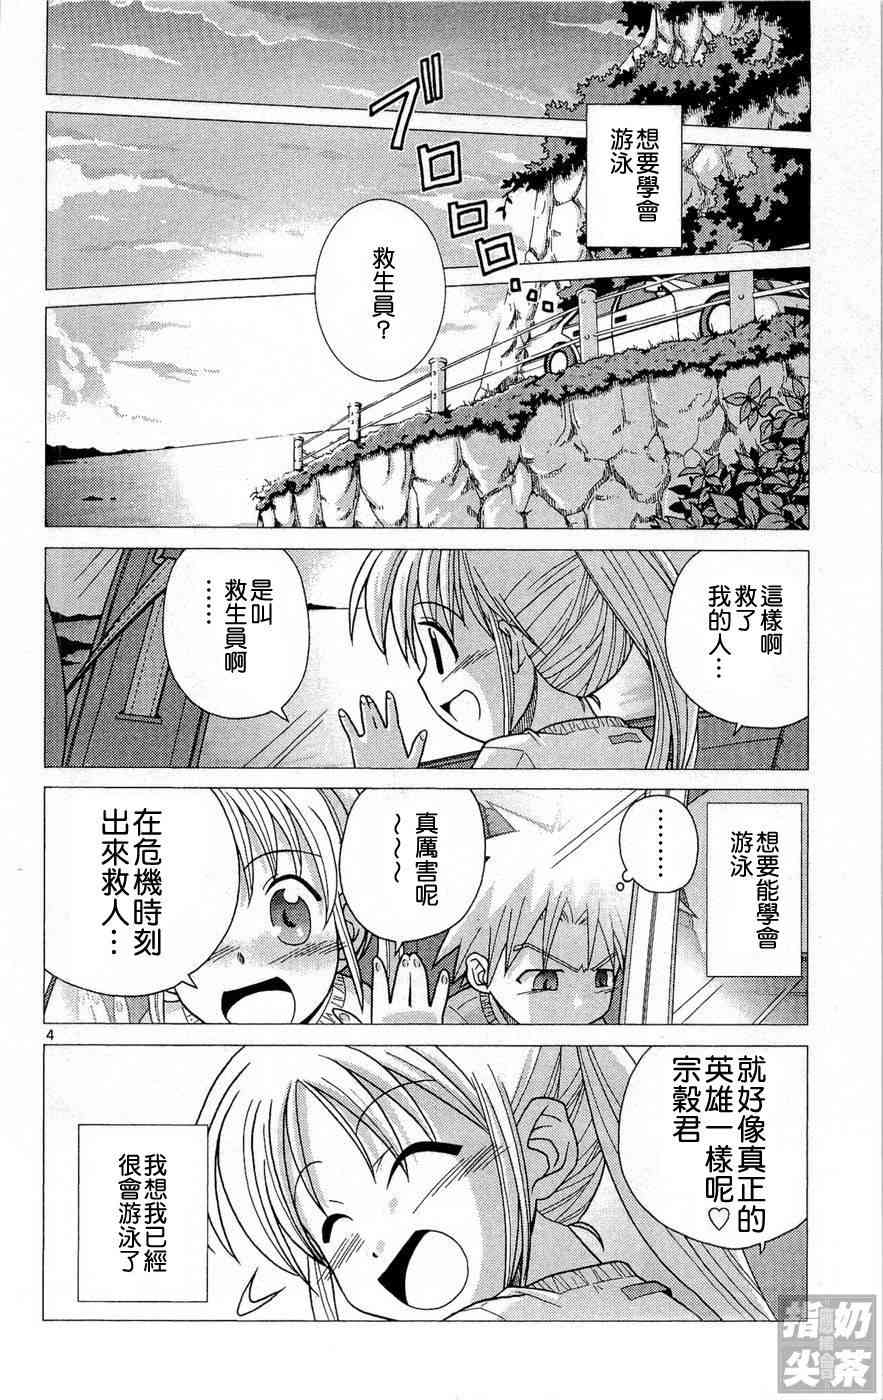 想要學會
游泳
ブロロロ...
救生員？
這樣啊
救了
我的人…
是叫
救生員啊
……
想要能學會
游泳
………
真厲害呢
～～～
在危機時刻
出來救人…
4
就好像真正的
英雄一樣呢♡
宗穀君
我想我已經
很會游泳了
指尖
奶茶